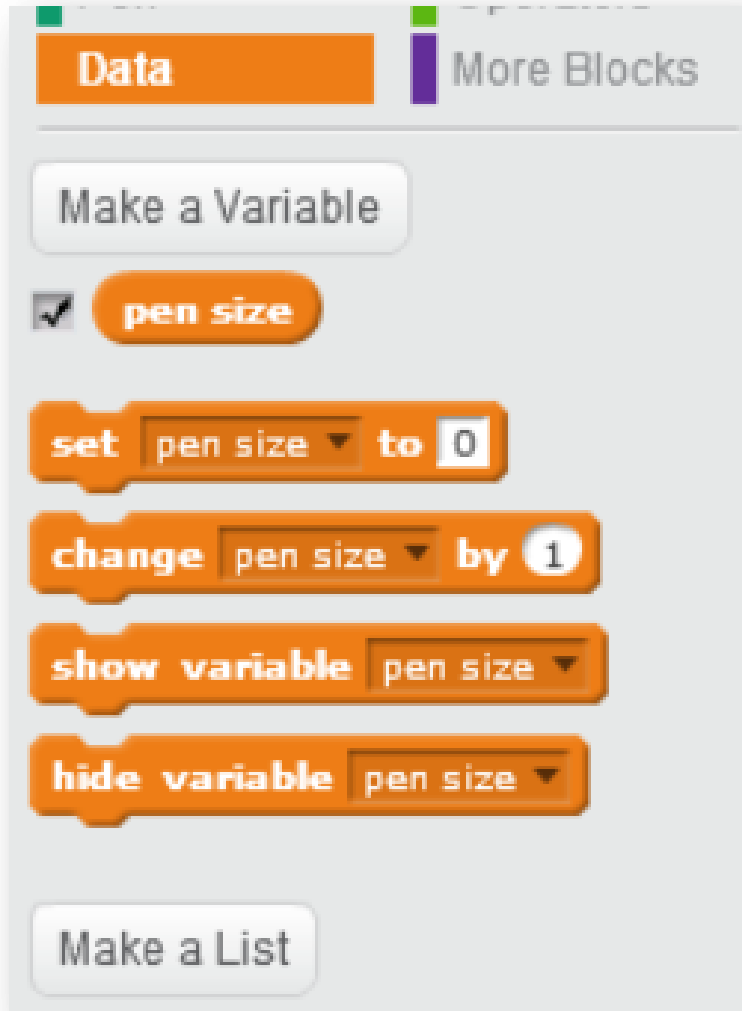 Data
More Blocks
Make a Variable
pen size
set pen size to 0
change pen size by 1
show variable pen size
hide variable pen size
Make a List